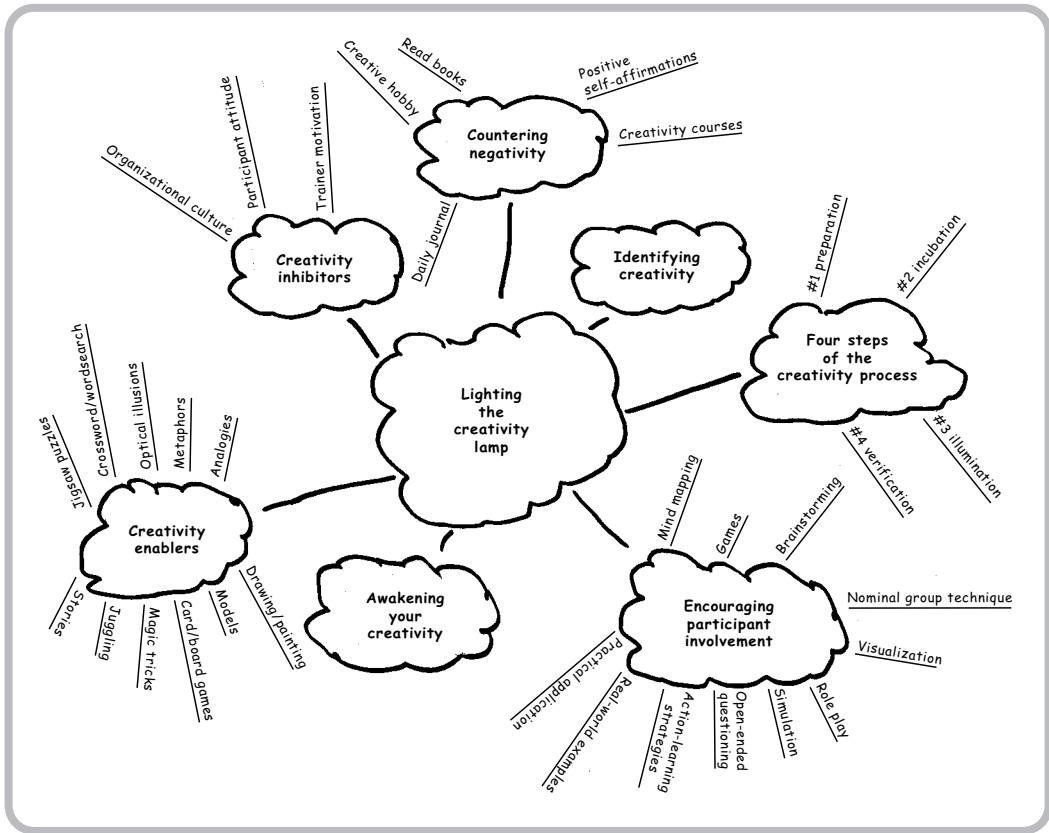 Lighting
the
creativity
lamp
Countering
negativity
Creative hobby
Read books
Positive
self-affirmations
Creativity courses
Daily journal
Identifying
creativity
Four steps
of the
creativity process
#1 preparation
#2 incubation
#3 illumination
#4 verification
Encouraging
participant
involvement
Mind mapping
Games
Brainstorming
Nominal group technique
Visualization
Role play
Simulation
Open-ended
questioning
Action-learning
strategies
Real-world examples
Practical application
Awakening
your
creativity
Creativity
enablers
Jigsaw puzzles
Crossword/wordsearch
Optical illusions
Metaphors
Analogies
Drawing/painting
Models
Card/board games
Magic tricks
Juggling
Stories
Creativity
inhibitors
Organizational culture
Participant attitude
Trainer motivation